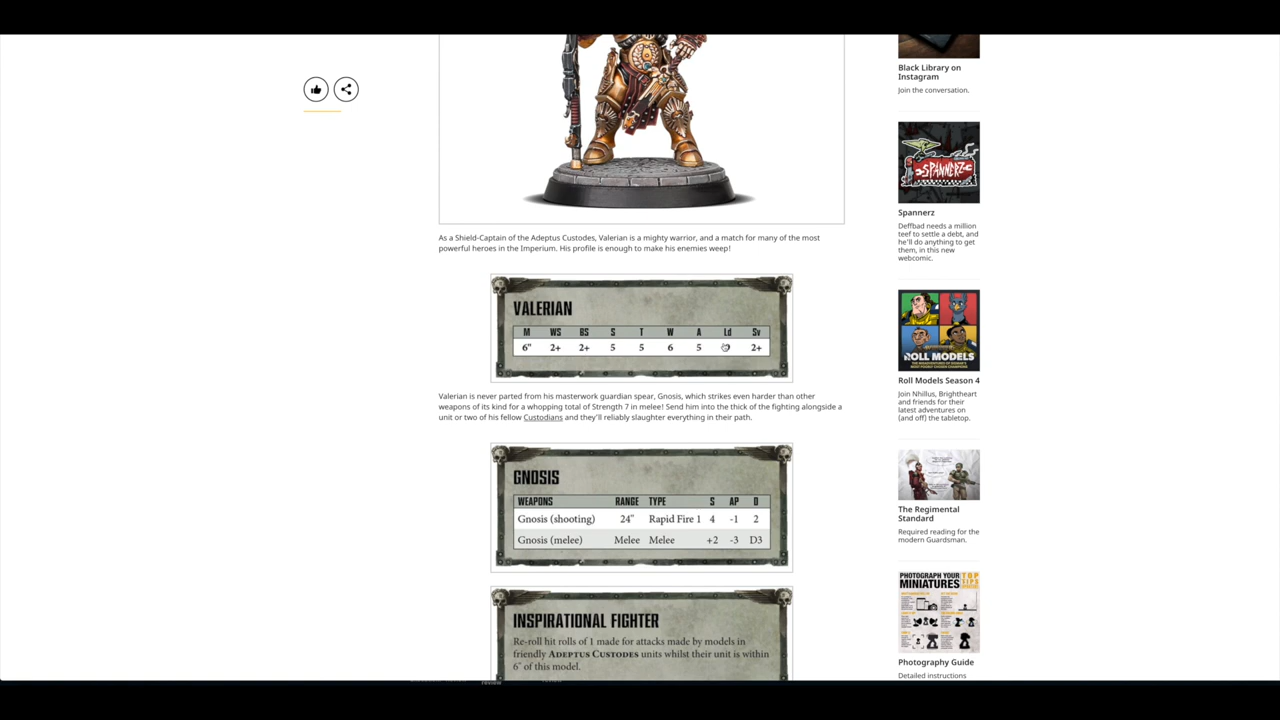 As a Shield-Captain of the Adeptus Custodes, Valerian is a mighty warrior, and a match for many of the most
powerful heroes in the Imperium. His profile is enough to make his enemies weep!
VALERIAN
M WS BS S T W A Ld Sv
6" 2+ 2+ 5 5 6 5 2+
Valerian is never parted from his masterwork guardian spear, Gnosis, which strikes even harder than other
weapons of its kind for a whopping total of Strength 7 in melee! Send him into the thick of the fighting alongside a
unit or two of his fellow Custodians and they'll reliably slaughter everything in their path.
GNOSIS
WEAPONS RANGE TYPE S AP D
Gnosis (shooting) 24" Rapid Fire 1 4 -1 2
Gnosis (melee) Melee Melee +2 -3 D3
INSPIRATIONAL FIGHTER
Re-roll hit rolls of 1 made for attacks made by models in
friendly ADEPTUS CUSTODES units whilst their unit is within
6" of this model.
Black Library on
Instagram
Join the conversation.
SPANNERZ
Spannerz
Deffbad needs a million
teef to settle a debt, and
he'll do anything to get
them, in this new
webcomic.
ROLL MODELS
Roll Models Season 4
Join Nhillus, Brightheart
and friends for their
latest adventures on
(and off) the tabletop.
The Regimental
Standard
Required reading for the
modern Guardsman.
PHOTOGRAPH YOUR
MINIATURES
TOP
Photography Guide
Detailed instructions
review